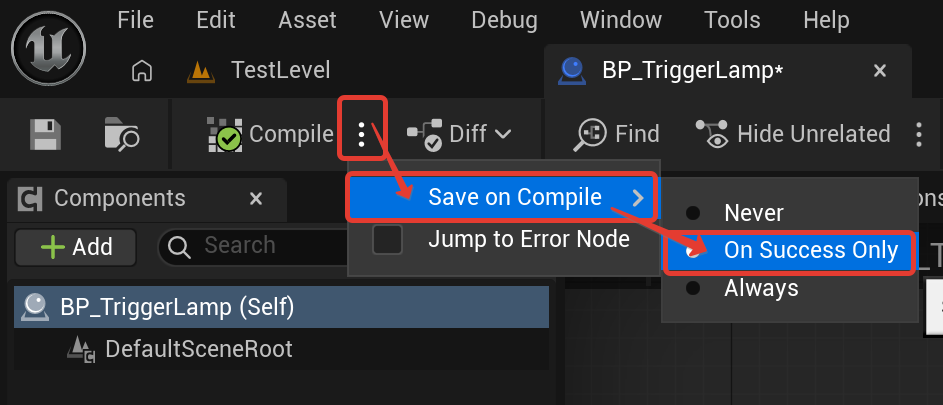 File Edit Asset View Debug Window Tools Help
TestLevel BP_TriggerLamp*
Compile Diff Find Hide Unrelated
Components
Save on Compile
Never
Add Search
Jump to Error Node
On Success Only
Always
BP_TriggerLamp (Self)
DefaultSceneRoot